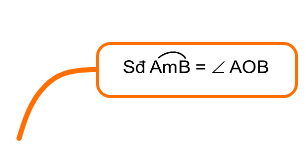 Sđ AmB = ∠ AOB